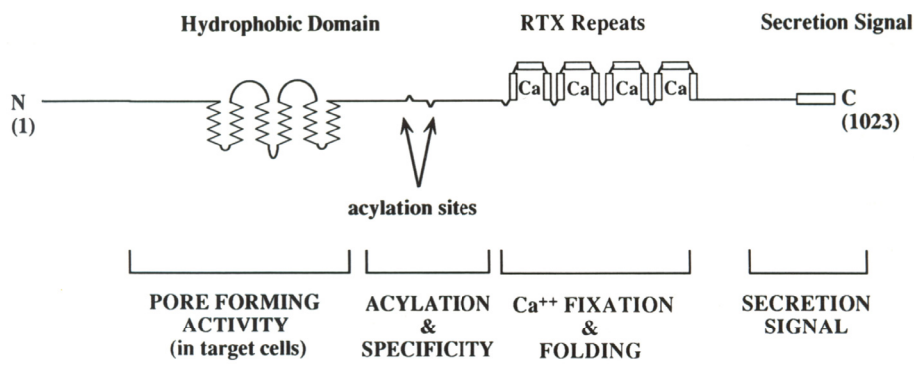 Hydrophobic Domain
RTX Repeats
Secretion Signal
N
(1)
Ca
Ca
Ca
Ca
C
(1023)
acylation sites
PORE FORMING
ACTIVITY
(in target cells)
ACYLATION
&
SPECIFICITY
Ca++ FIXATION
&
FOLDING
SECRETION
SIGNAL